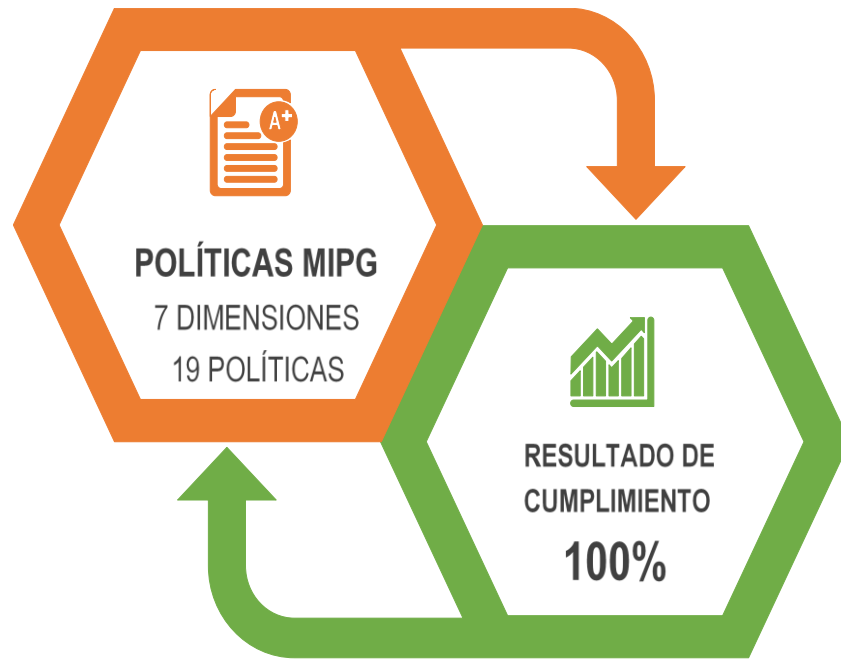 A+
POLÍTICAS MIPG
7 DIMENSIONES
19 POLÍTICAS
RESULTADO DE
CUMPLIMIENTO
100%